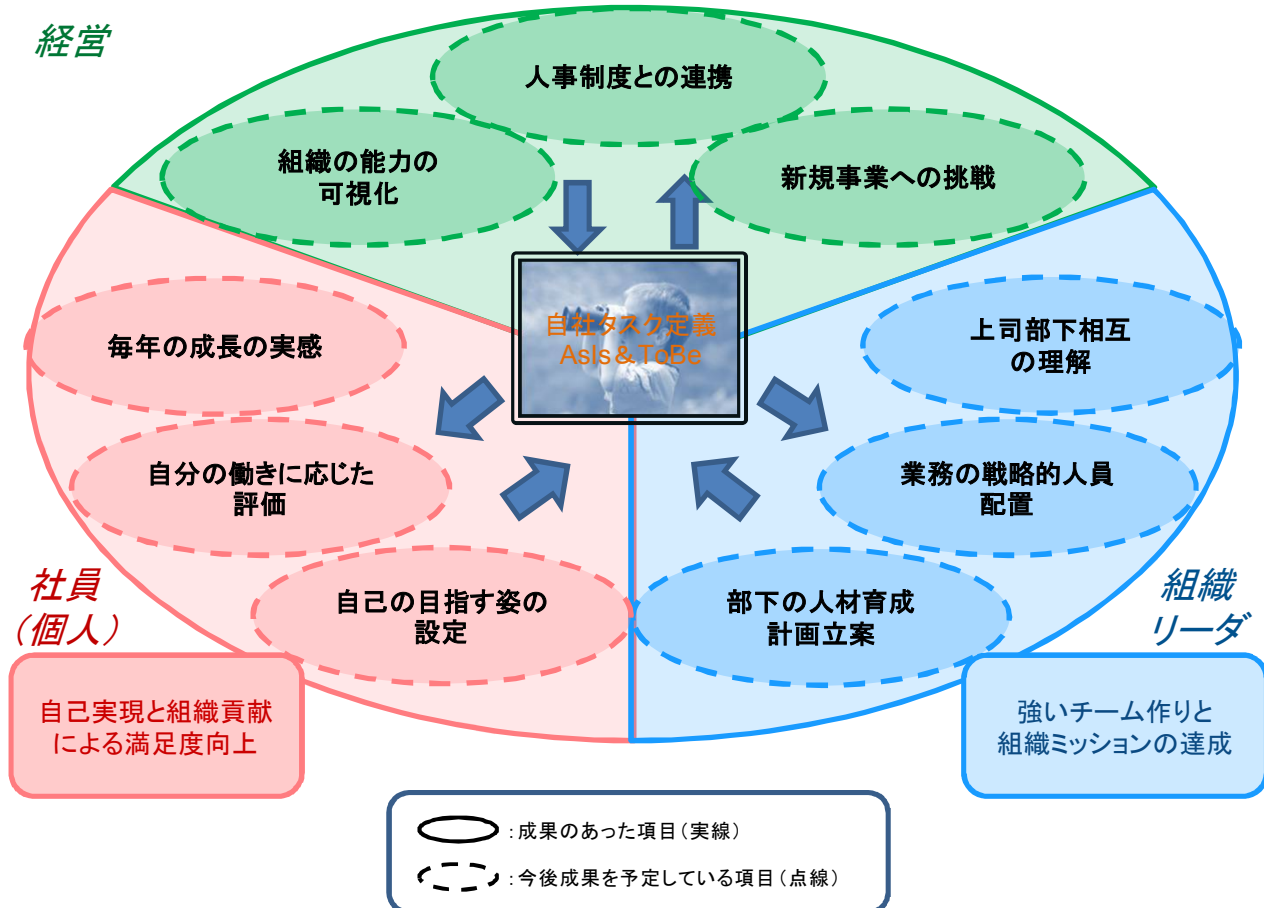 経営
人事制度との連携
組織の能力の
可視化
新規事業への挑戦
自社タスク定義
AsIs＆ToBe
毎年の成長の実感
自分の働きに応じた
評価
自己の目指す姿の
設定
上司部下相互
の理解
業務の戦略的人員
配置
部下の人材育成
計画立案
社員
（個人）
自己実現と組織貢献
による満足度向上
組織
リーダ
強いチーム作りと
組織ミッションの達成
：成果のあった項目（実線）
：今後成果を予定している項目（点線）